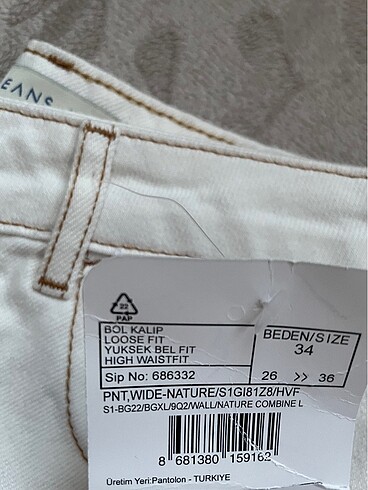 EANS
22
PAP
BOL KALIP
LOOSE FIT
YUKSEK BEL FIT
HIGH WAISTFIT
BEDEN/SIZE
34
Sip No: 686332
26 >> 36
PNT,WIDE-NATURE/S1GI81Z8/HVF
S1-BG22/BGXL/9Q2/WALL/NATURE COMBINE L
8 681380 159162
Üretim Yeri:Pantolon - TURKIYE